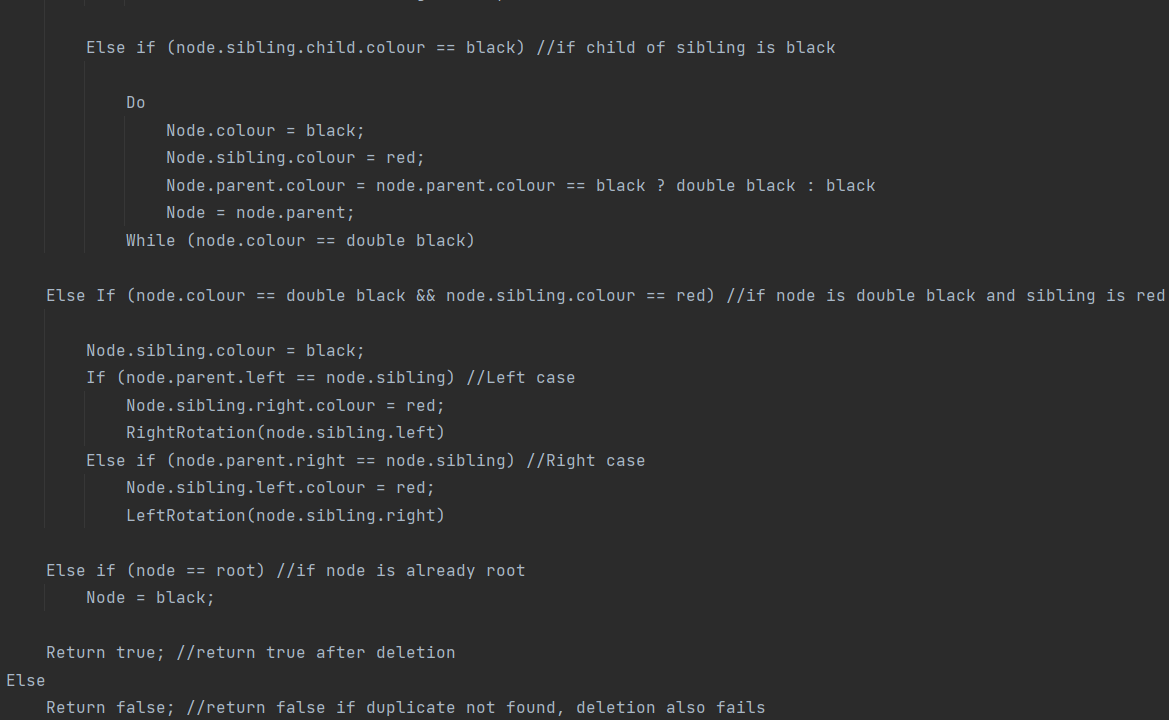 Else if (node.sibling.child.colour == black) //if child of sibling is black
Do
Node.colour = black;
Node.sibling.colour = red;
Node.parent.colour = node.parent.colour == black ? double black : black
Node = node.parent;
While (node.colour == double black)
Else If (node.colour == double black && node.sibling.colour == red) //if node is double black and sibling is red
Node.sibling.colour = black;
If (node.parent.left == node.sibling) //Left case
Node.sibling.right.colour = red;
RightRotation(node.sibling.left)
Else if (node.parent.right == node.sibling) //Right case
Node.sibling.left.colour = red;
LeftRotation(node.sibling.right)
Else if (node == root) //if node is already root
Node = black;
Return true; //return true after deletion
Else
Return false; //return false if duplicate not found, deletion also fails